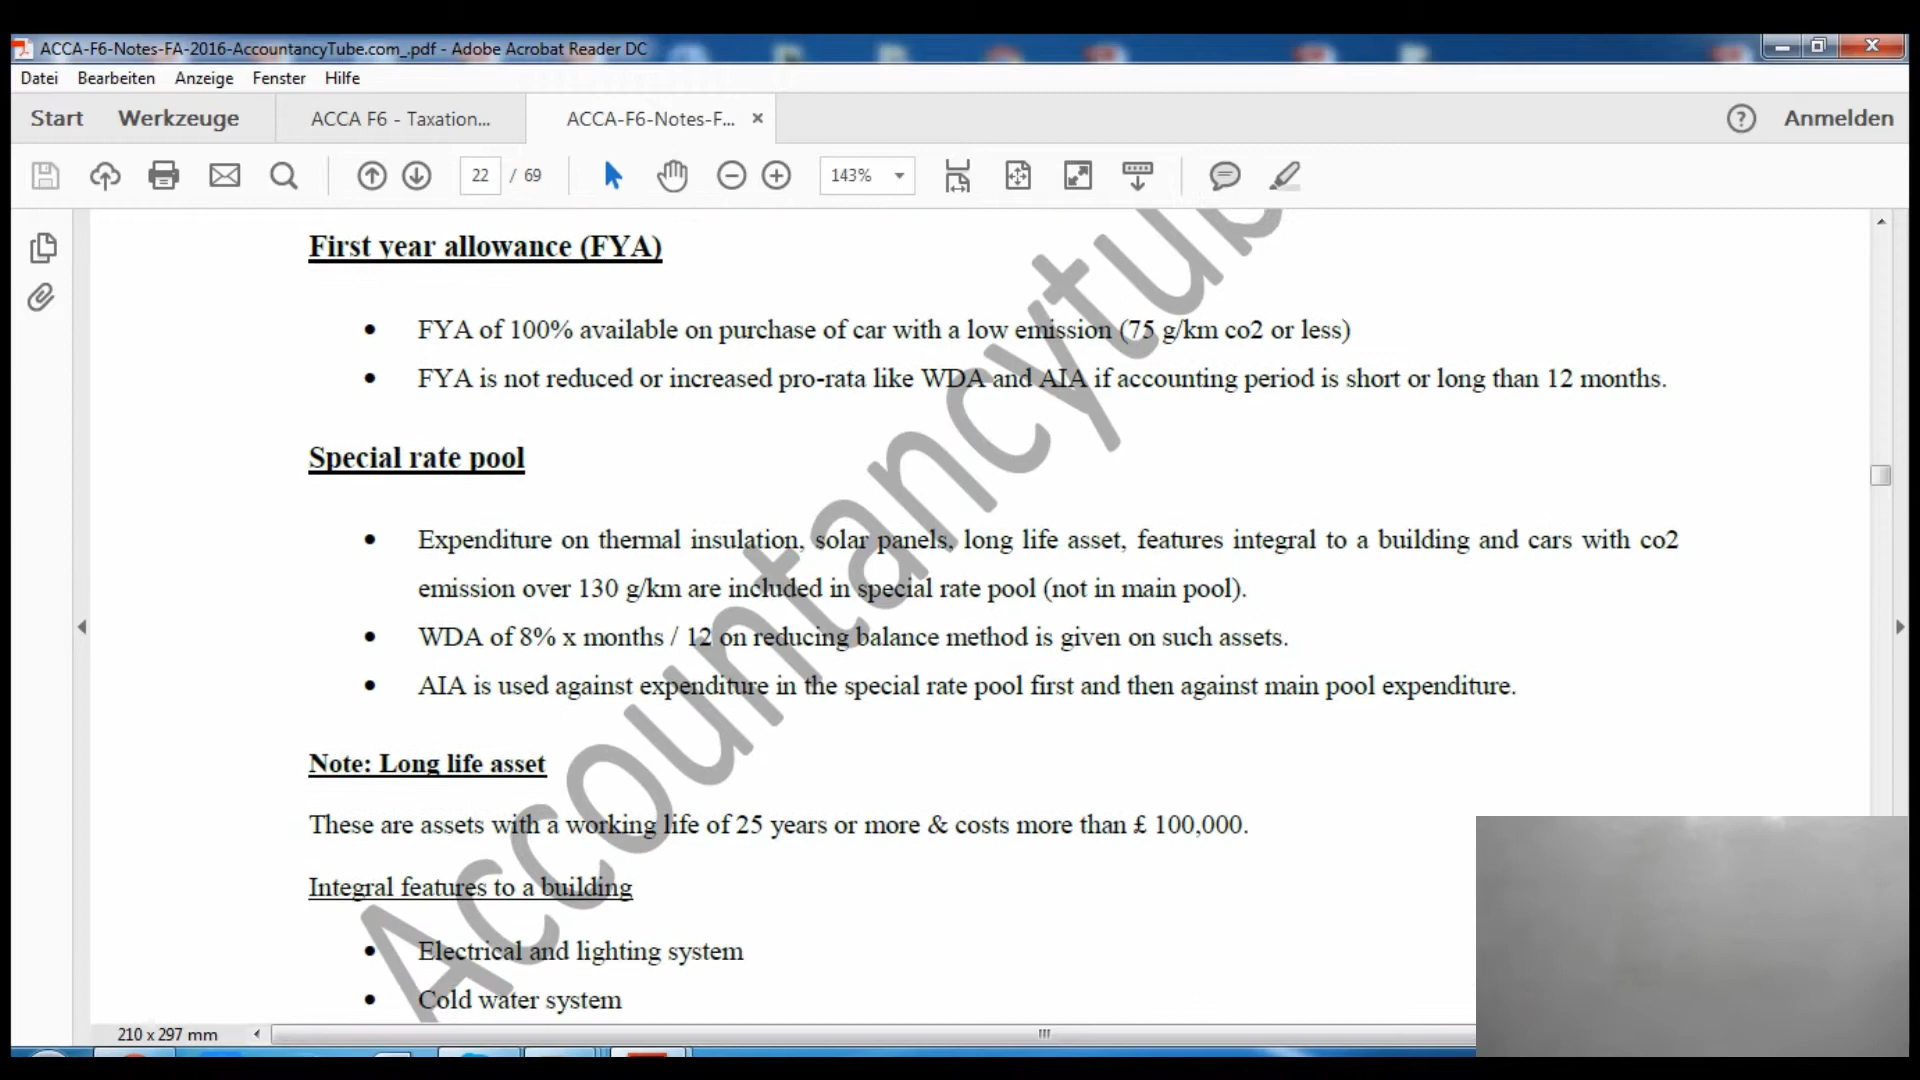 ACCA-F6-Notes-FA-2016-AccountancyTube.com_.pdf - Adobe Acrobat Reader DC
Datei Bearbeiten Anzeige Fenster Hilfe
Start Werkzeuge ACCA F6 - Taxation... ACCA-F6-Notes-F... Anmelden
22 / 69 143%
First year allowance (FYA)
• FYA of 100% available on purchase of car with a low emission (75 g/km co2 or less)
• FYA is not reduced or increased pro-rata like WDA and AIA if accounting period is short or long than 12 months.
Special rate pool
• Expenditure on thermal insulation, solar panels, long life asset, features integral to a building and cars with co2
emission over 130 g/km are included in special rate pool (not in main pool).
• WDA of 8% x months / 12 on reducing balance method is given on such assets.
• AIA is used against expenditure in the special rate pool first and then against main pool expenditure.
Note: Long life asset
These are assets with a working life of 25 years or more & costs more than £ 100,000.
Integral features to a building
• Electrical and lighting system
• Cold water system
Accountancytub
210 x 297 mm